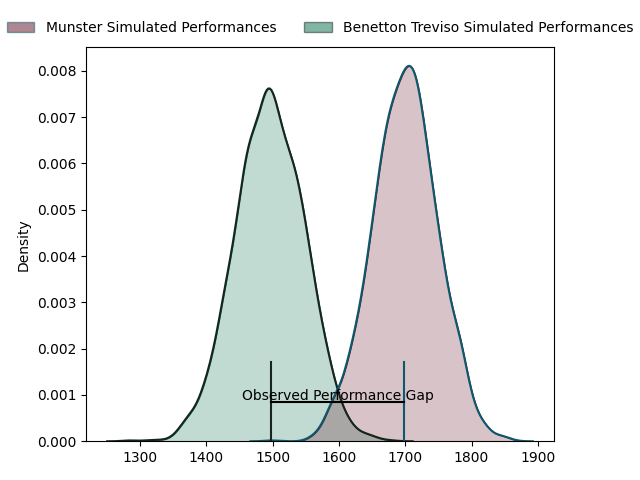 Munster Simulated Performances
Benetton Treviso Simulated Performances
0.008
0.007
0.006
0.005
0.004
0.003
0.002
0.001
0.000
Density
Observed Performance Gap
1300 1400 1500 1600 1700 1800 1900